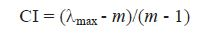 CI = (λmax - m)/(m - 1)